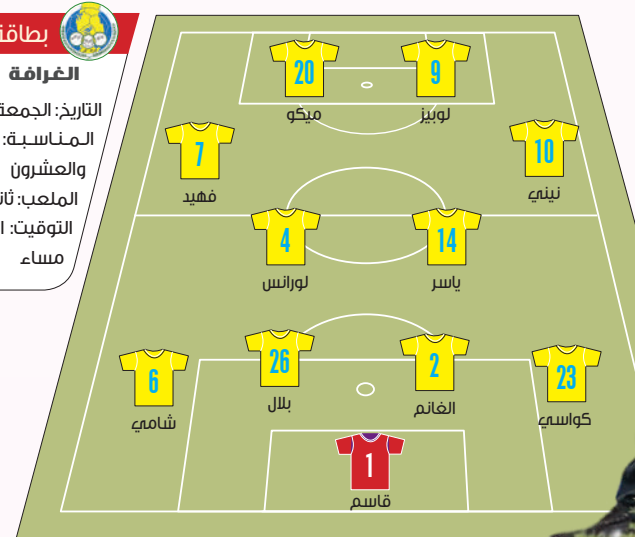 بطاقة
الغرافة
التاريخ: الجمعة
المناسبة:
والعشرون
الملعب:
التوقيت:
مساء
20
9
ميكو
لوبيز
7
10
فهيد
نيني
4
14
لورانس
ياسر
6
26
2
23
شامي
بلال
الغانم
كواسي
1
قاسم